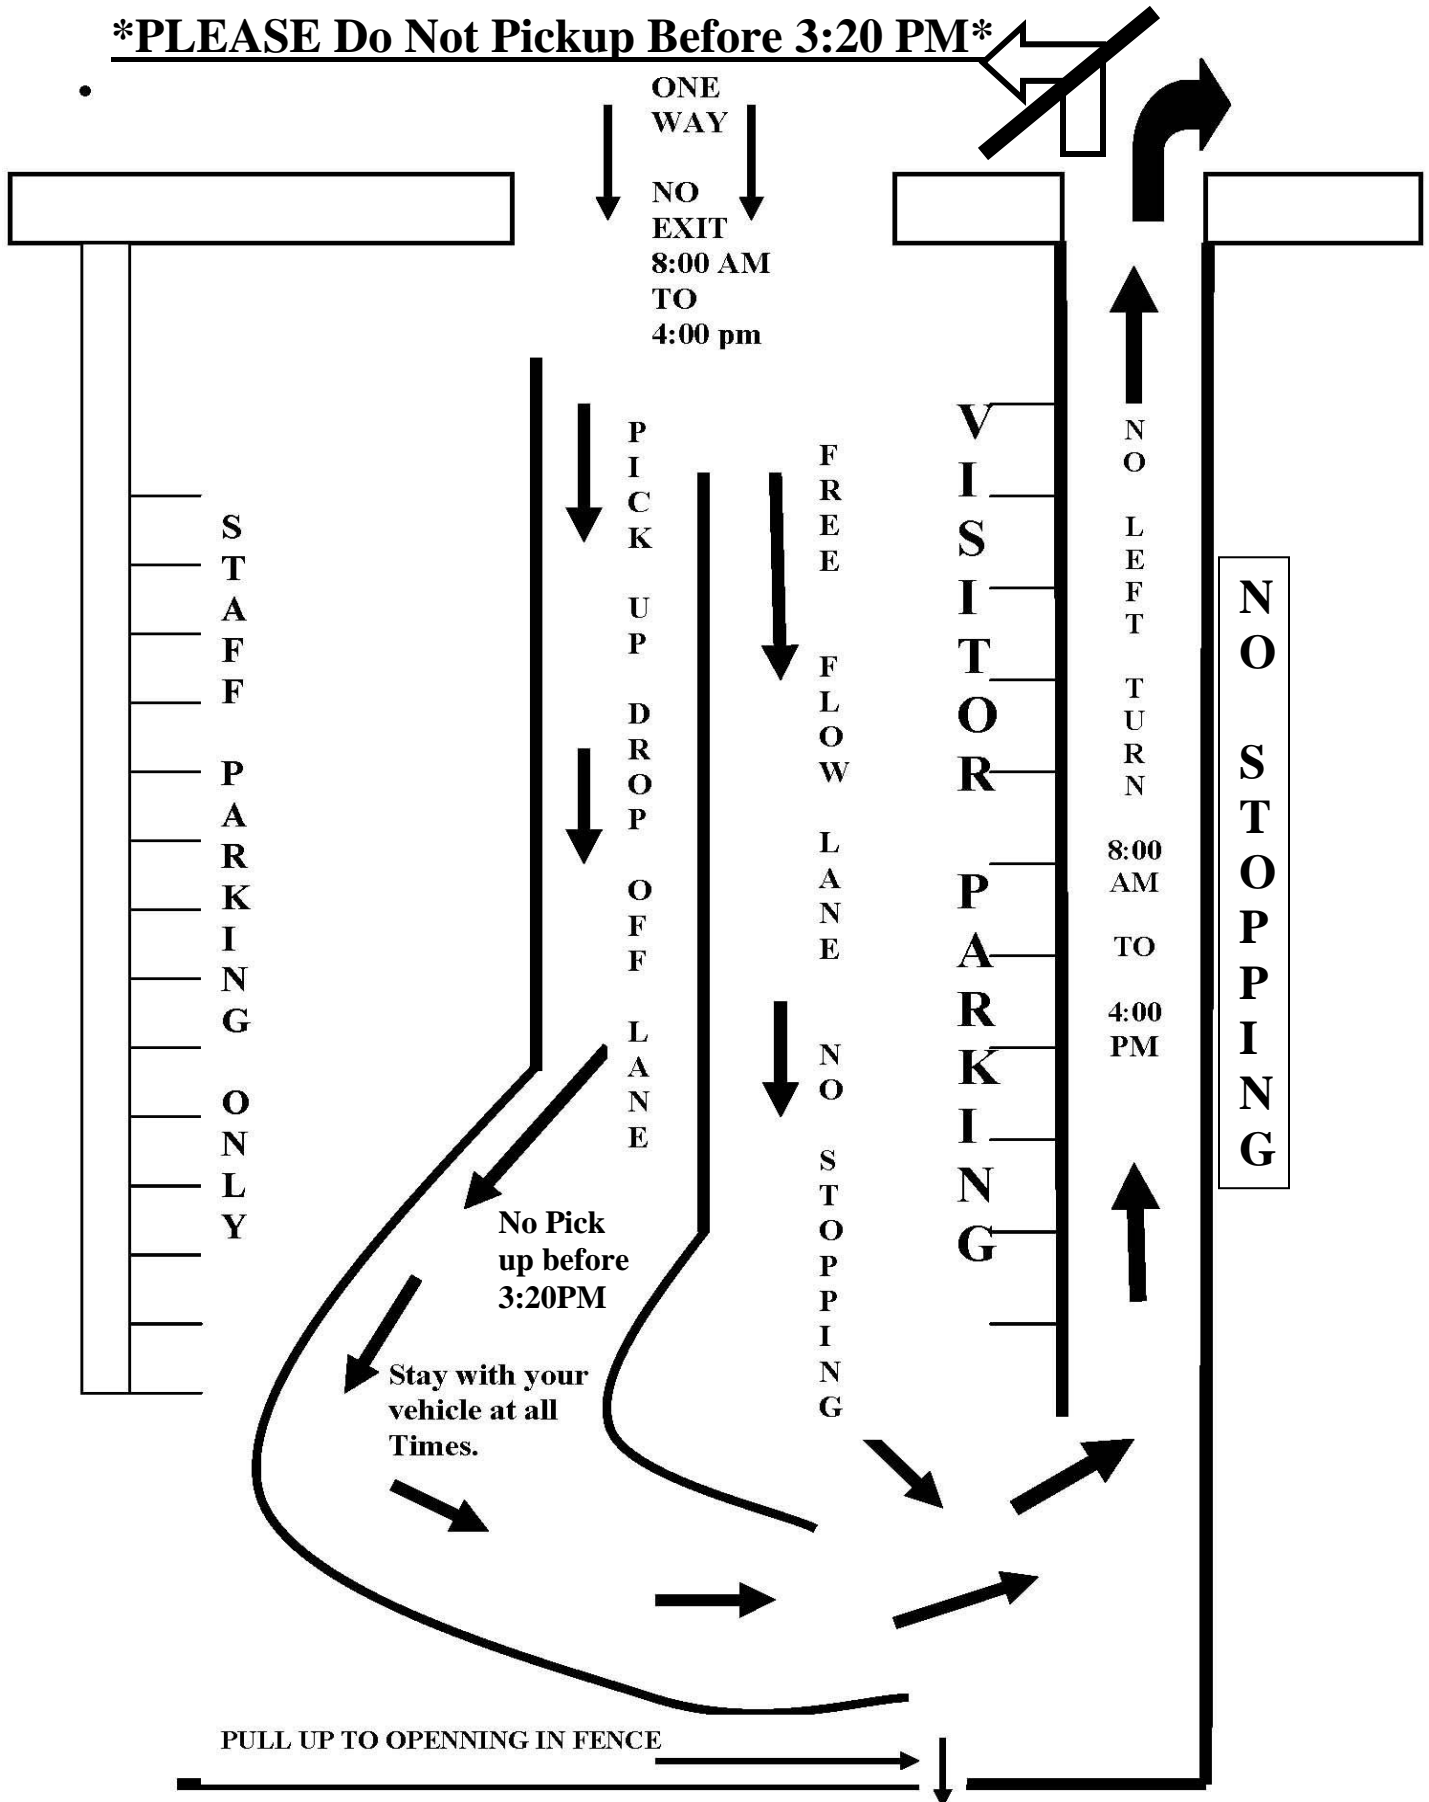 *PLEASE Do Not Pickup Before 3:20 PM*
ONE
WAY
NO
EXIT
8:00 AM
TO
4:00 pm
STAFF PARKING ONLY
PICK UP DROP OFF LANE
FREE FLOW LANE NO STOPPING
VISITOR PARKING
NO LEFT TURN
8:00
AM
TO
4:00
PM
NO STOPPING
No Pick
up before
3:20PM
Stay with your
vehicle at all
Times.
PULL UP TO OPENNING IN FENCE